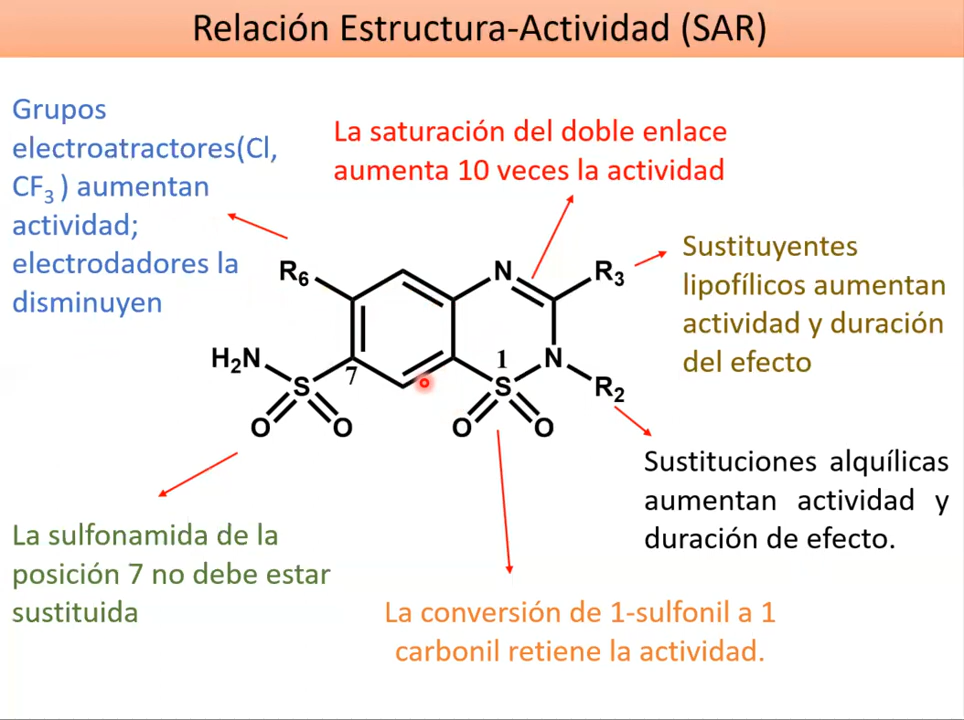 Relación Estructura-Actividad (SAR)
Grupos
electroatractores(Cl,
CF₃ ) aumentan
actividad;
electrodadores la
disminuyen
La saturación del doble enlace
aumenta 10 veces la actividad
Sustituyentes
lipofílicos aumentan
actividad y duración
del efecto
R₆
N
R₃
H₂N
7
1
N
S
S
R₂
O
O
O
O
Sustituciones alquílicas
aumentan actividad y
duración de efecto.
La sulfonamida de la
posición 7 no debe estar
sustituida
La conversión de 1-sulfonil a 1
carbonil retiene la actividad.